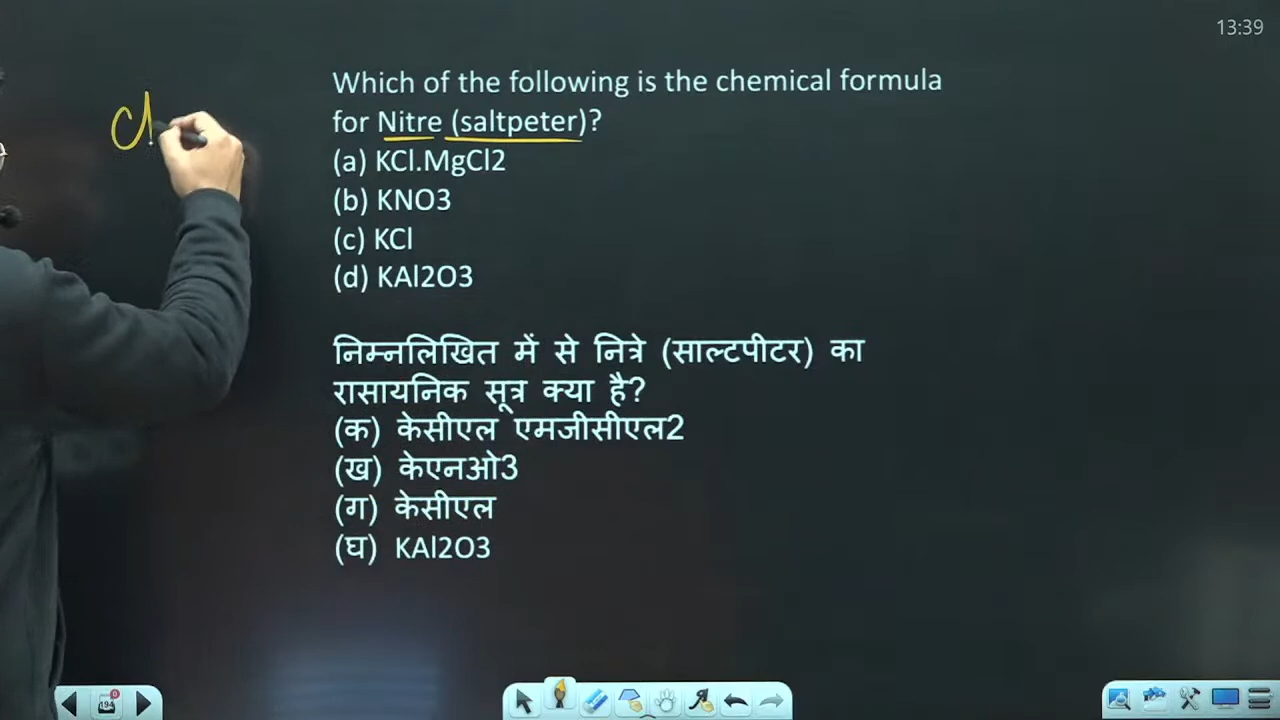 13:39
Which of the following is the chemical formula
for Nitre (saltpeter)?
(a) KCl.MgCl2
(b) KNO3
(c) KCl
(d) KAl2O3
निम्नलिखित में से नित्रे (साल्टपीटर) का
रासायनिक सूत्र क्या है?
(क) केसीएल एमजीसीएल2
(ख) केएनओ3
(ग) केसीएल
(घ) KAl2O3